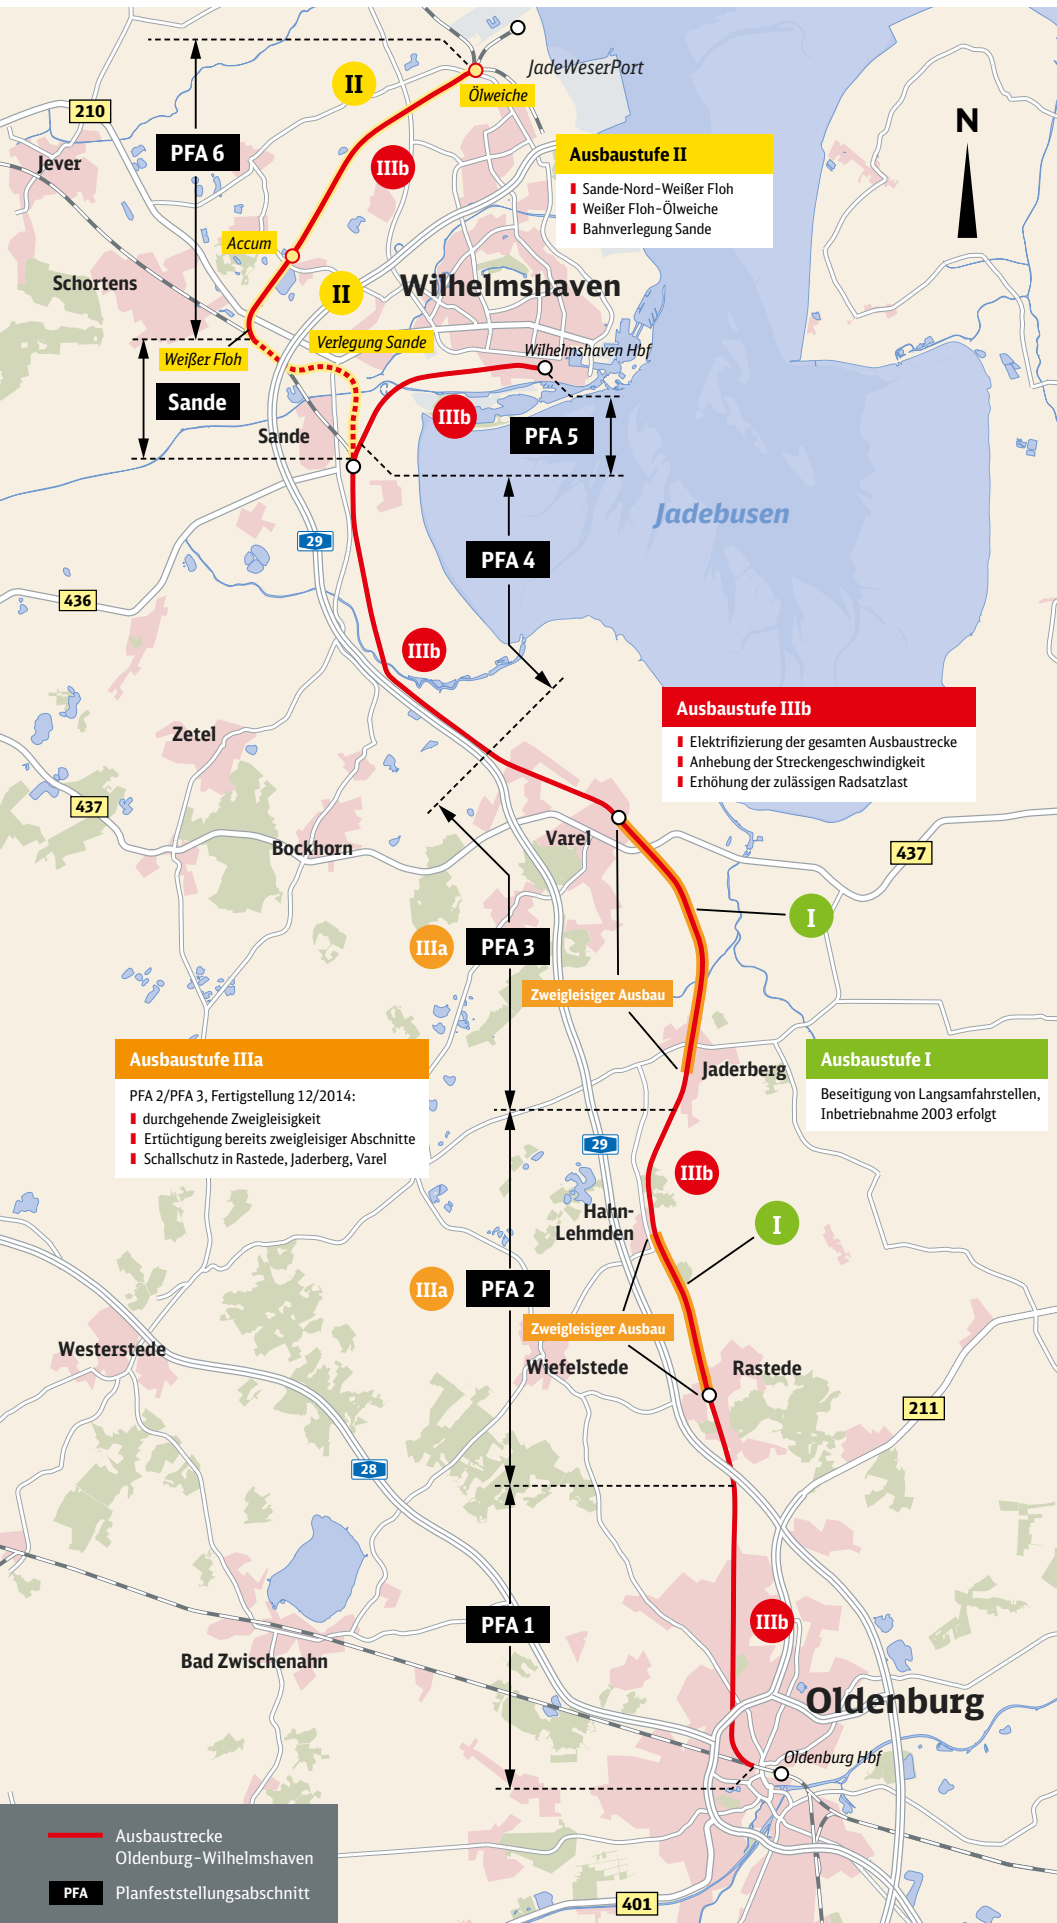 JadeWeserPort
II
Ölweiche
210
PFA 6
Jever
IIIb
Ausbaustufe II
Sande-Nord–Weißer Floh
Weißer Floh–Ölweiche
Bahnverlegung Sande
N
Accum
Schortens
II
Wilhelmshaven
Verlegung Sande
Weißer Floh
Wilhelmshaven Hbf
Sande
IIIb
PFA 5
Sande
Jadebusen
29
PFA 4
436
IIIb
Ausbaustufe IIIb
Elektrifizierung der gesamten Ausbaustrecke
Anhebung der Streckengeschwindigkeit
Erhöhung der zulässigen Radsatzlast
Zetel
437
Bockhorn
Varel
437
I
IIIa
PFA 3
Zweigleisiger Ausbau
Ausbaustufe IIIa
PFA 2/PFA 3, Fertigstellung 12/2014:
durchgehende Zweigleisigkeit
Ertüchtigung bereits zweigleisiger Abschnitte
Schallschutz in Rastede, Jaderberg, Varel
Jaderberg
Ausbaustufe I
Beseitigung von Langsamfahrstellen,
Inbetriebnahme 2003 erfolgt
29
IIIb
Hahn-
Lehmden
I
IIIa
PFA 2
Zweigleisiger Ausbau
Westerstede
Wiefelstede
Rastede
211
28
PFA 1
IIIb
Bad Zwischenahn
Oldenburg
Oldenburg Hbf
Ausbaustrecke
Oldenburg–Wilhelmshaven
PFA
Planfeststellungsabschnitt
401